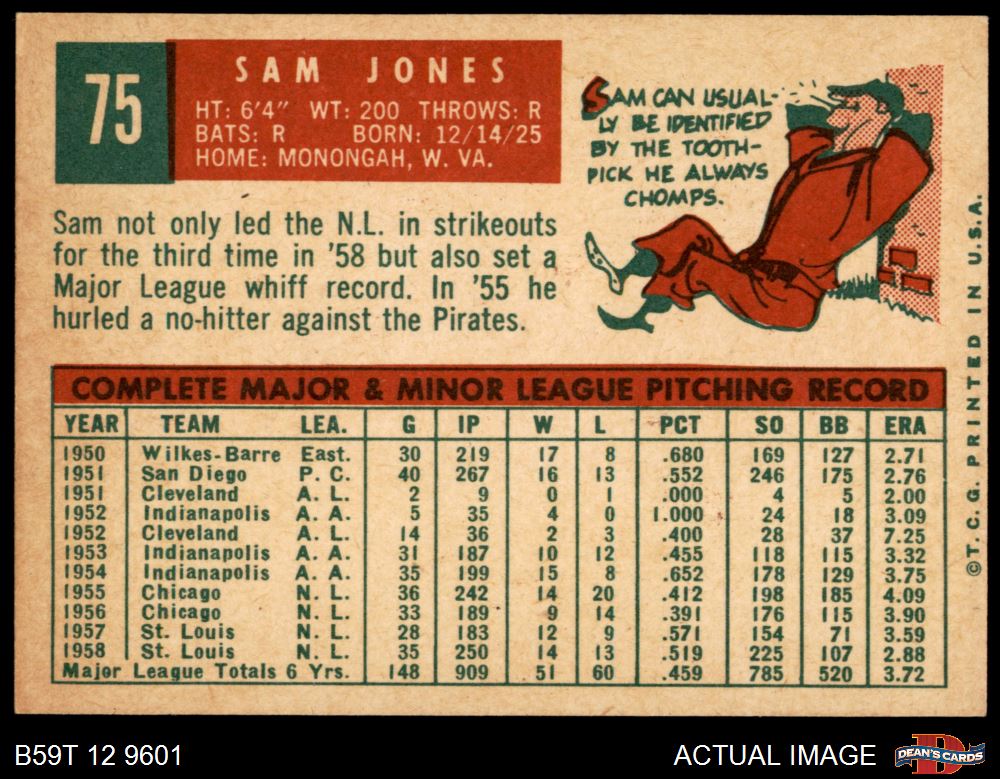 75
SAM JONES
HT: 6'4" WT: 200 THROWS: R
BATS: R BORN: 12/14/25
HOME: MONONGAH, W. VA.
SAM CAN USUAL-
LY BE IDENTIFIED
BY THE TOOTH-
PICK HE ALWAYS
CHOMPS.
Sam not only led the N.L. in strikeouts
for the third time in '58 but also set a
Major League whiff record. In '55 he
hurled a no-hitter against the Pirates.
COMPLETE MAJOR & MINOR LEAGUE PITCHING RECORD
YEAR TEAM LEA. G IP W L PCT SO BB ERA
1950 Wilkes-Barre East. 30 219 17 8 .680 169 127 2.71
1951 San Diego P. C. 40 267 16 13 .552 246 175 2.76
1951 Cleveland A. L. 2 9 0 1 .000 4 5 2.00
1952 Indianapolis A. A. 5 35 4 0 1.000 24 18 3.09
1952 Cleveland A. L. 14 36 2 3 .400 28 37 7.25
1953 Indianapolis A. A. 31 187 10 12 .455 118 115 3.32
1954 Indianapolis A. A. 35 199 15 8 .652 178 129 3.75
1955 Chicago N. L. 36 242 14 20 .412 198 185 4.09
1956 Chicago N. L. 33 189 9 14 .391 176 115 3.90
1957 St. Louis N. L. 28 183 12 9 .571 154 71 3.59
1958 St. Louis N. L. 35 250 14 13 .519 225 107 2.88
Major League Totals 6 Yrs. 148 909 51 60 .459 785 520 3.72
©T. C. G. PRINTED IN U.S.A.
B59T 12 9601
ACTUAL IMAGE
D
DEAN'S CARDS